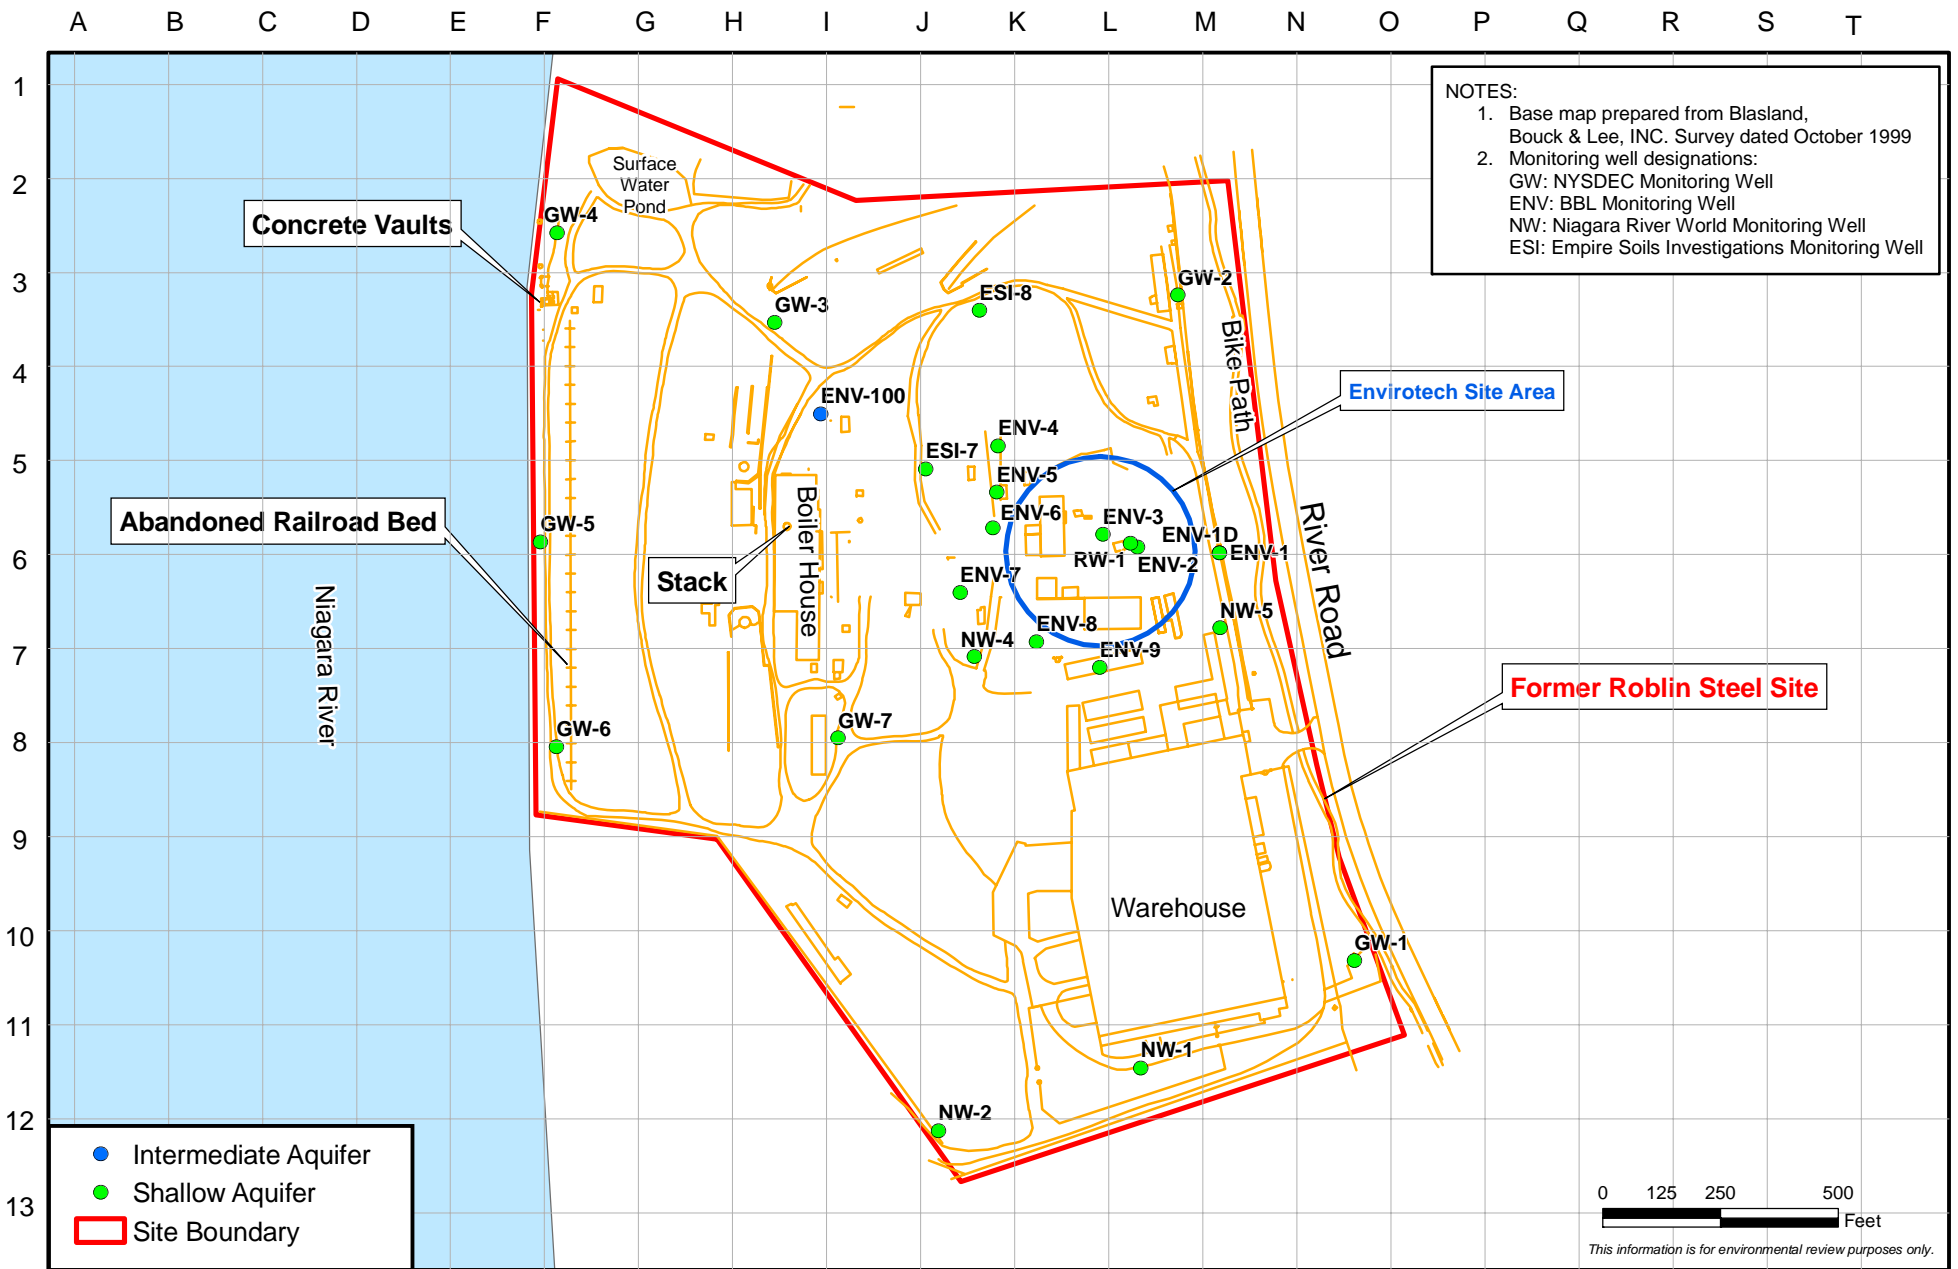 A B C D E F G H I J K L M N O P Q R S T
1
2
3
4
5
6
7
8
9
10
11
12
13
NOTES:
1. Base map prepared from Blasland,
Bouck & Lee, INC. Survey dated October 1999
2. Monitoring well designations:
GW: NYSDEC Monitoring Well
ENV: BBL Monitoring Well
NW: Niagara River World Monitoring Well
ESI: Empire Soils Investigations Monitoring Well
Surface
Water
Pond
Concrete Vaults
GW-4
GW-3
ESI-8
GW-2
Bike Path
Envirotech Site Area
ENV-100
ENV-4
ESI-7
ENV-5
Abandoned Railroad Bed
GW-5
Boiler House
ENV-6
ENV-3
ENV-1D
ENV-1
RW-1
ENV-2
River Road
Stack
ENV-7
NW-5
Niagara River
ENV-8
NW-4
ENV-9
Former Roblin Steel Site
GW-6
GW-7
Warehouse
GW-1
NW-1
NW-2
Intermediate Aquifer
Shallow Aquifer
Site Boundary
0 125 250 500
Feet
This information is for environmental review purposes only.